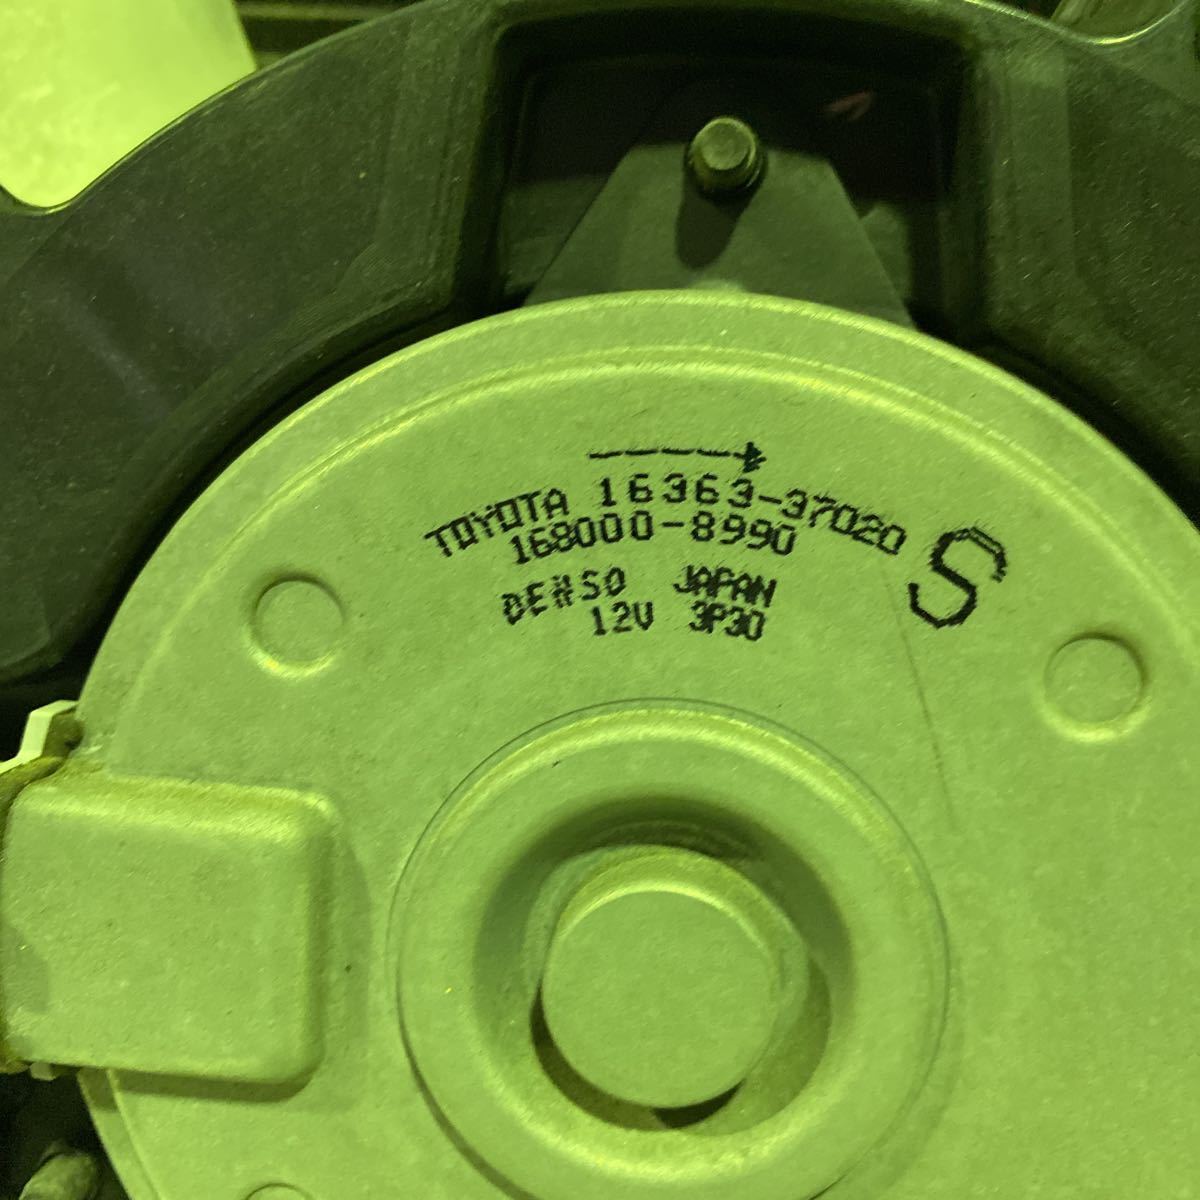 TOYOTA 16363-37020
168000-8990 S
DENSO JAPAN
12V 3P30